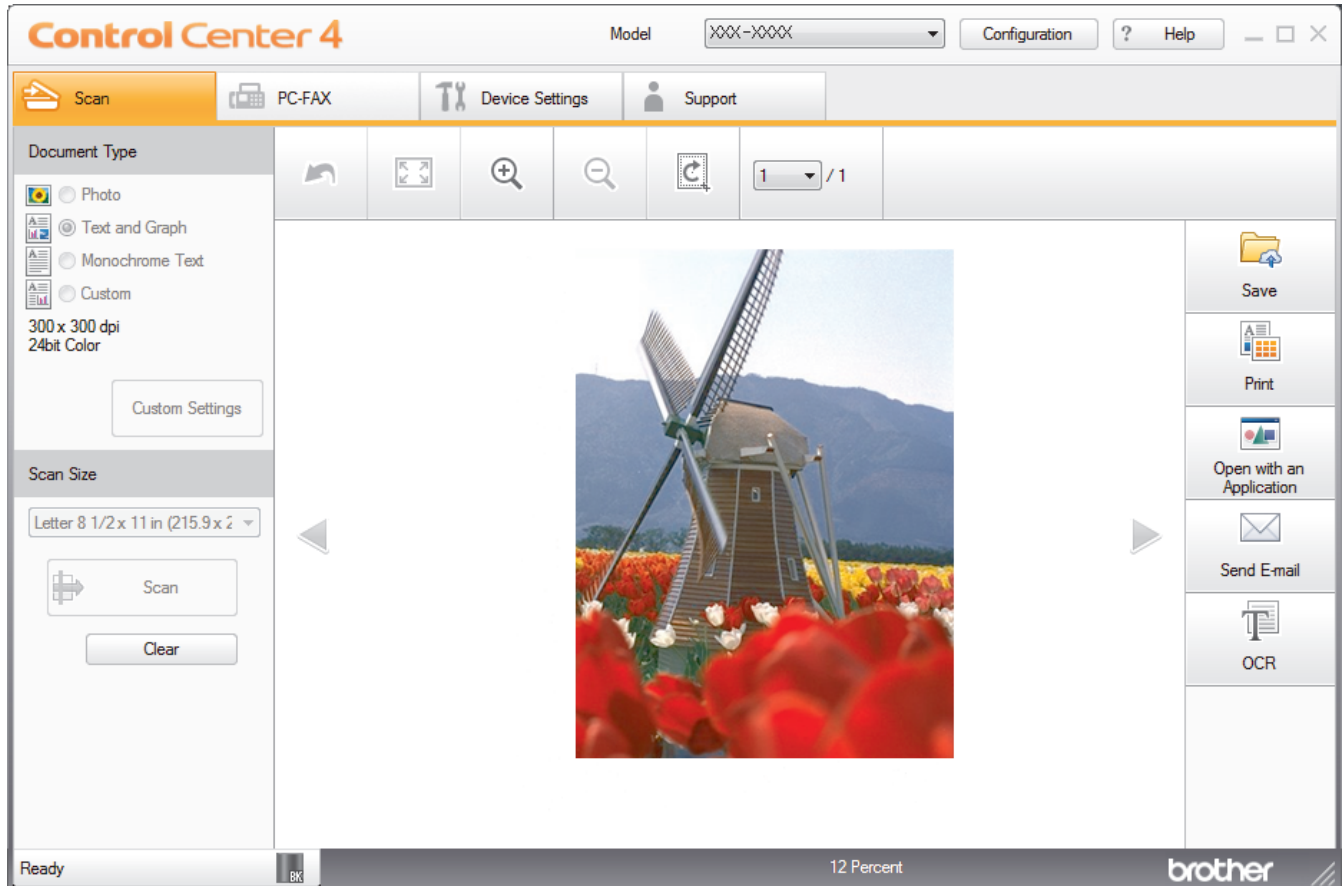 Control Center 4
Model
XXX-XXXX
Configuration
? Help
Scan
PC-FAX
Device Settings
Support
Document Type
Photo
Text and Graph
Monochrome Text
Custom
300 x 300 dpi
24bit Color
Custom Settings
Scan Size
Letter 8 1/2 x 11 in (215.9 x 2
Scan
Clear
1 / 1
Save
Print
Open with an
Application
Send E-mail
OCR
Ready
BK
12 Percent
brother